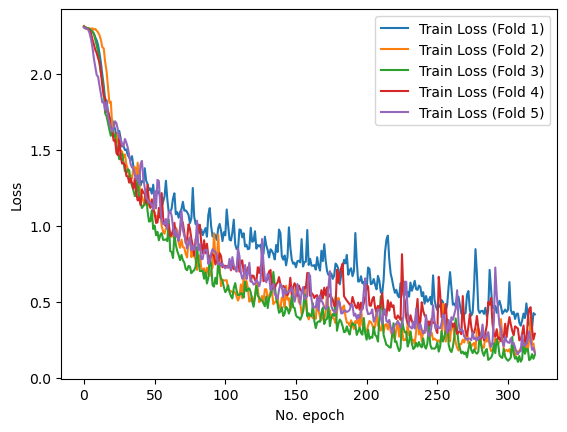 Train Loss (Fold 1)
Train Loss (Fold 2)
Train Loss (Fold 3)
Train Loss (Fold 4)
Train Loss (Fold 5)
2.0
1.5
1.0
0.5
0.0
Loss
0 50 100 150 200 250 300
No. epoch